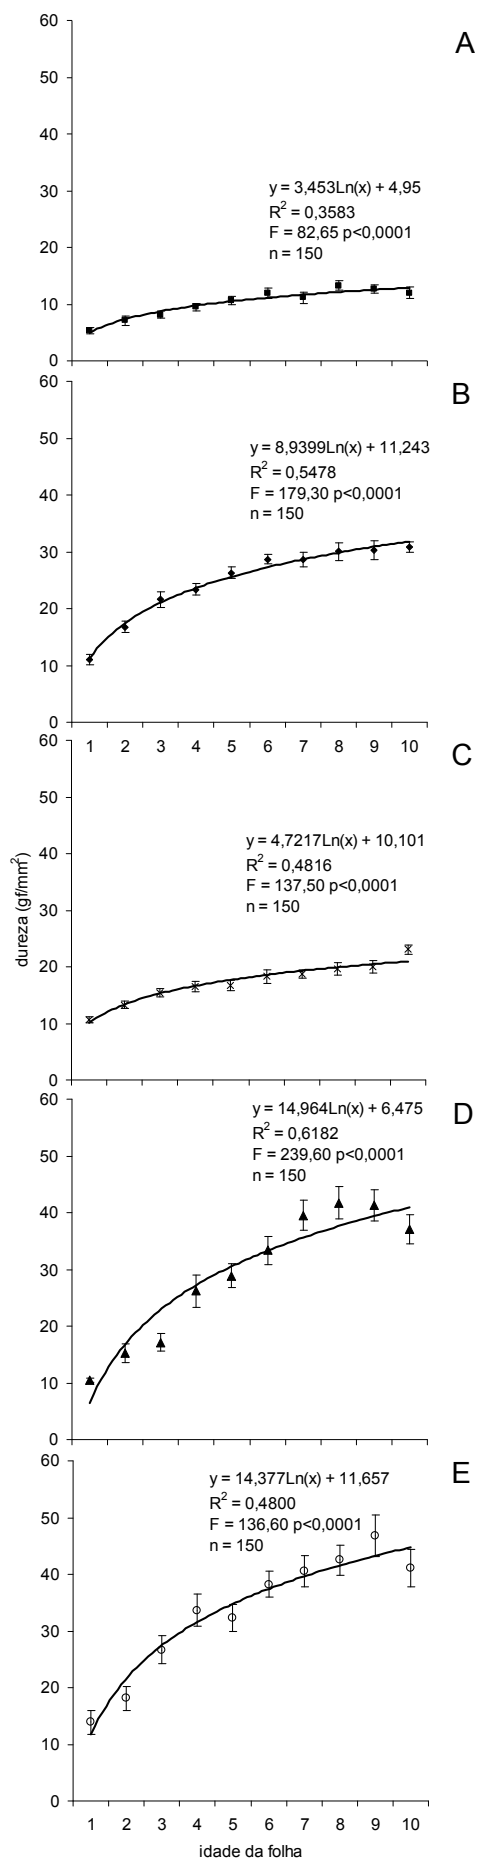 60
50
40
30
20
10
0
A
y = 3,453Ln(x) + 4,95
R² = 0,3583
F = 82,65 p<0,0001
n = 150
60
50
40
30
20
10
0
B
y = 8,9399Ln(x) + 11,243
R² = 0,5478
F = 179,30 p<0,0001
n = 150
1 2 3 4 5 6 7 8 9 10
60
50
40
30
20
10
0
C
y = 4,7217Ln(x) + 10,101
R² = 0,4816
F = 137,50 p<0,0001
n = 150
dureza (gf/mm²)
60
50
40
30
20
10
0
D
y = 14,964Ln(x) + 6,475
R² = 0,6182
F = 239,60 p<0,0001
n = 150
60
50
40
30
20
10
0
E
y = 14,377Ln(x) + 11,657
R² = 0,4800
F = 136,60 p<0,0001
n = 150
1 2 3 4 5 6 7 8 9 10
idade da folha